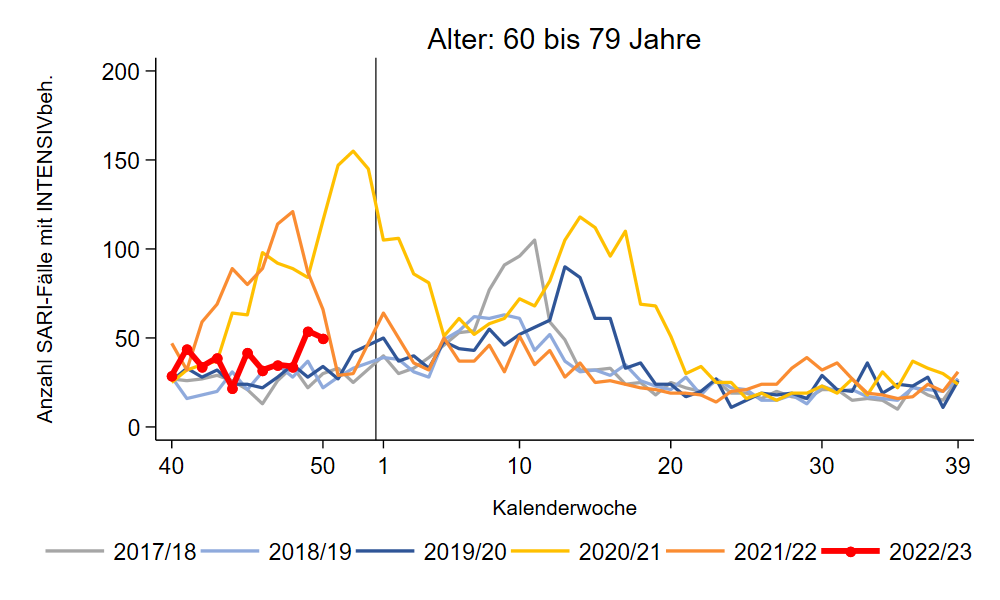 Alter: 60 bis 79 Jahre
Anzahl SARI-Fälle mit INTENSIVbeh.
200
150
100
50
0
40 50 1 10 20 30 39
Kalenderwoche
2017/18 2018/19 2019/20 2020/21 2021/22 2022/23